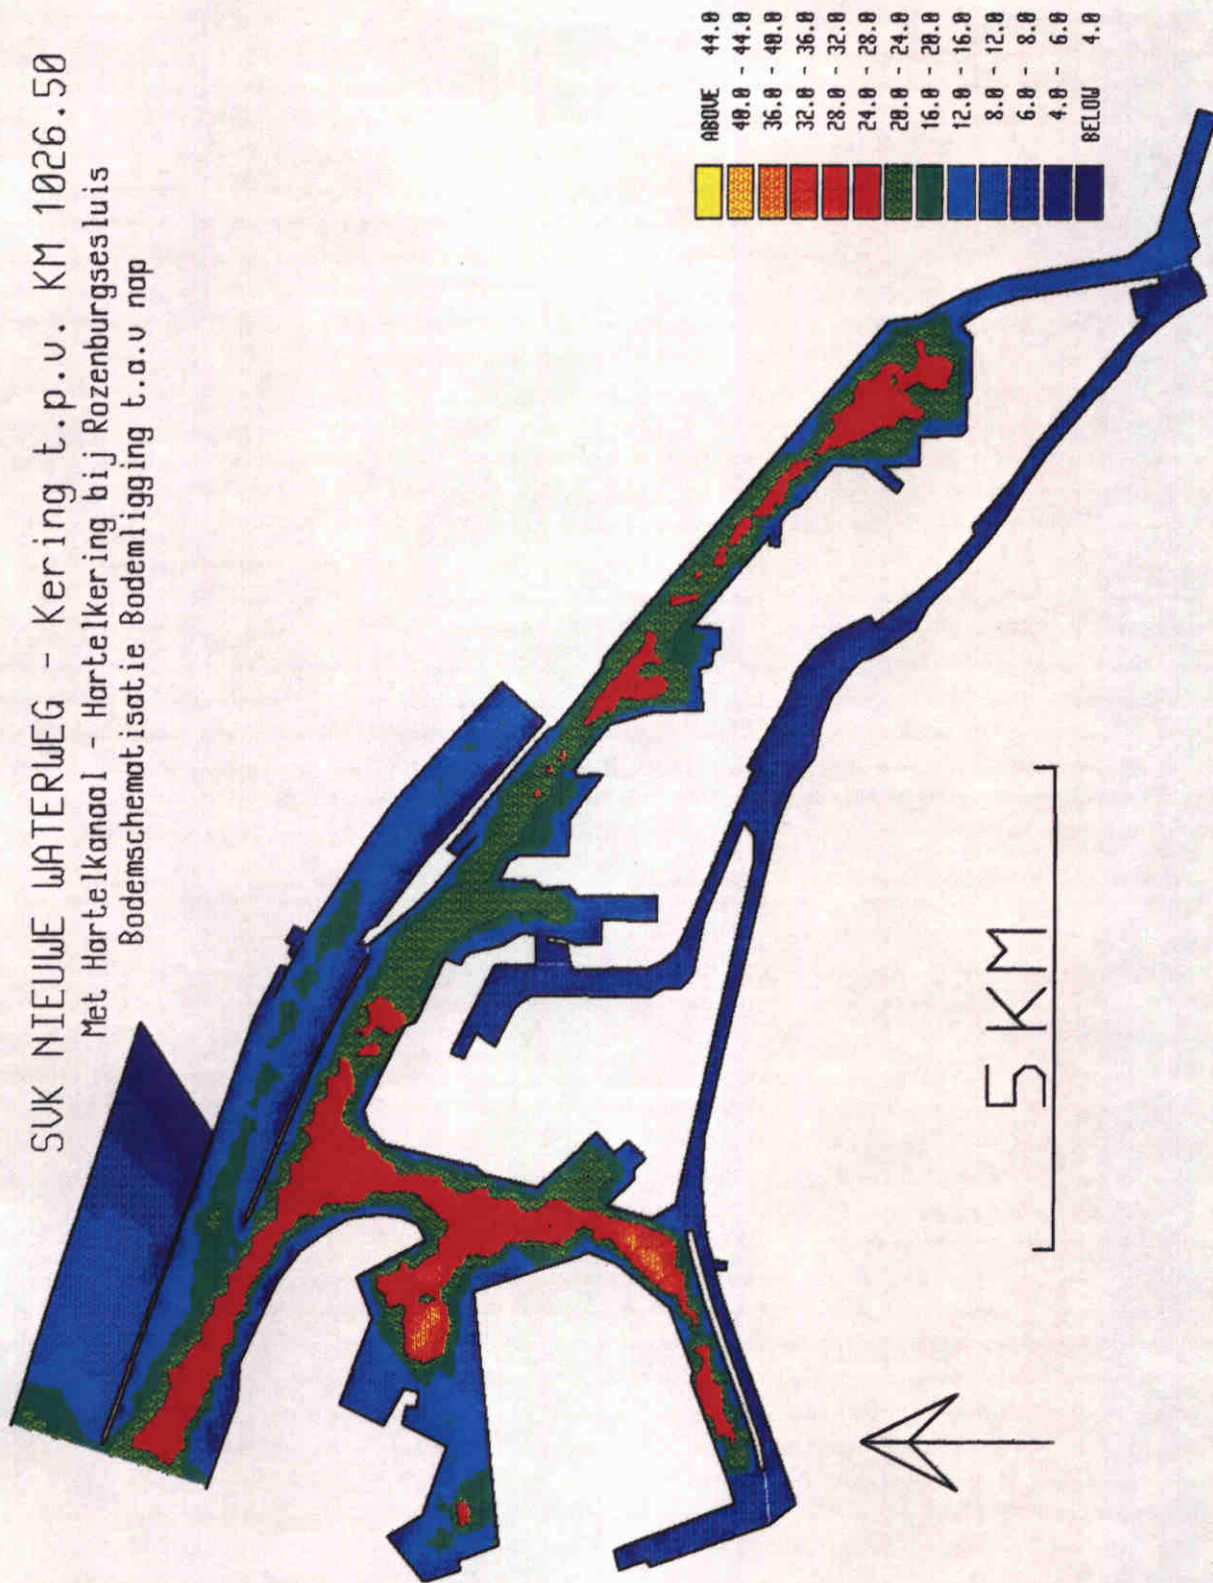 SVK NIEUWE WATERWEG - Kering t.p.v. KM 1026.50
Met Hartelkanaal - Hartelkering bij Rozenburgsesluis
Bodemschematisatie Bodemligging t.a.v nap
ABOVE 44.0
40.0 - 44.0
36.0 - 40.0
32.0 - 36.0
28.0 - 32.0
24.0 - 28.0
20.0 - 24.0
16.0 - 20.0
12.0 - 16.0
8.0 - 12.0
6.0 - 8.0
4.0 - 6.0
BELOW 4.0
5 KM